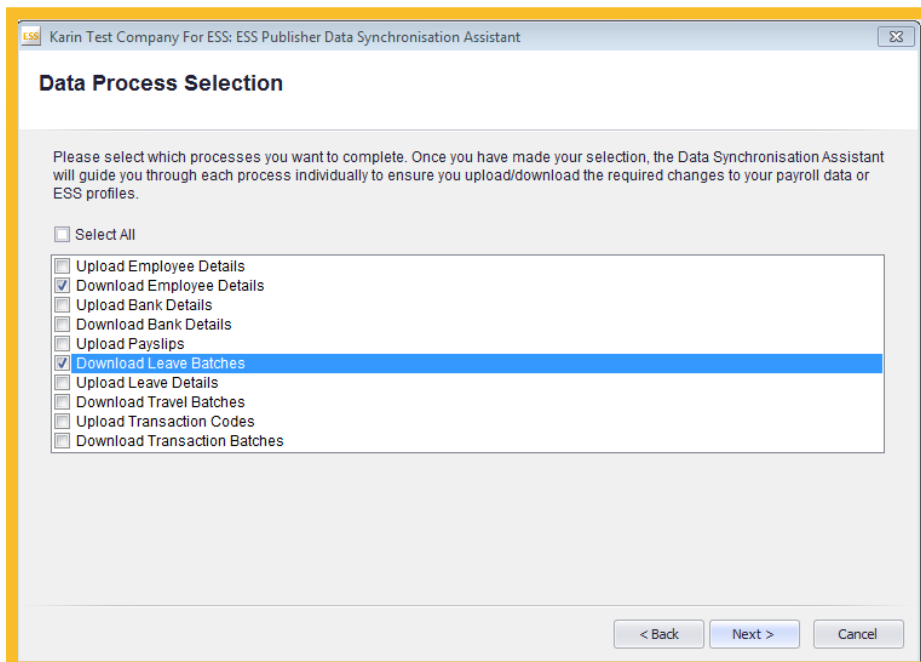 ESS Karin Test Company For ESS: ESS Publisher Data Synchronisation Assistant
Data Process Selection
Please select which processes you want to complete. Once you have made your selection, the Data Synchronisation Assistant
will guide you through each process individually to ensure you upload/download the required changes to your payroll data or
ESS profiles.
Select All
Upload Employee Details
Download Employee Details
Upload Bank Details
Download Bank Details
Upload Payslips
Download Leave Batches
Upload Leave Details
Download Travel Batches
Upload Transaction Codes
Download Transaction Batches
< Back Next > Cancel